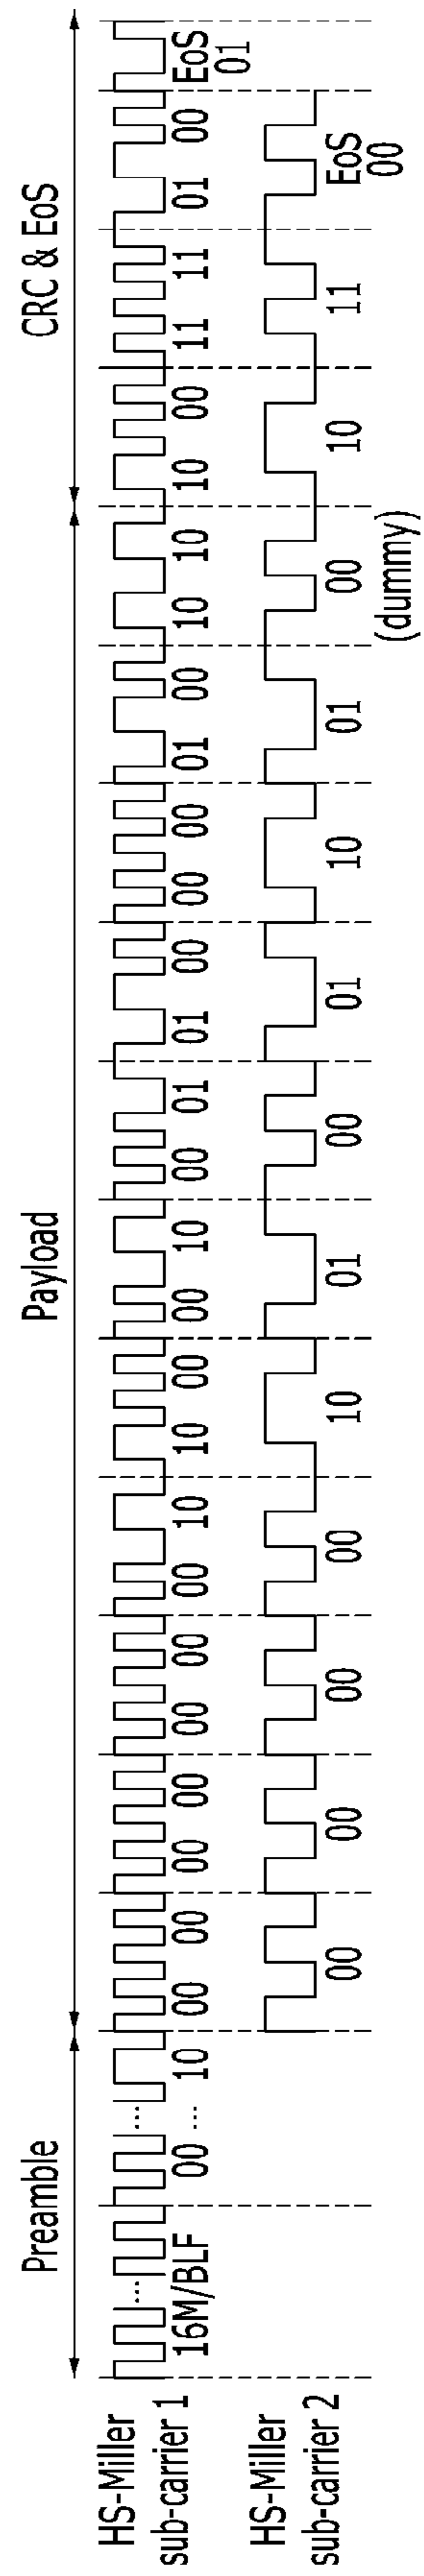 Preamble Payload CRC & EoS
HS-Miller
sub-carrier 1
...
...
16M/BLF 00 ... 10 00 00 00 00 00 00 00 10 10 00 00 10 00 01 01 00 00 00 01 00 10 10 10 00 11 11 01 00 EoS
01
HS-Miller
sub-carrier 2
00 00 00 00 10 01 00 01 10 01 00 10 11 EoS
00
(dummy)